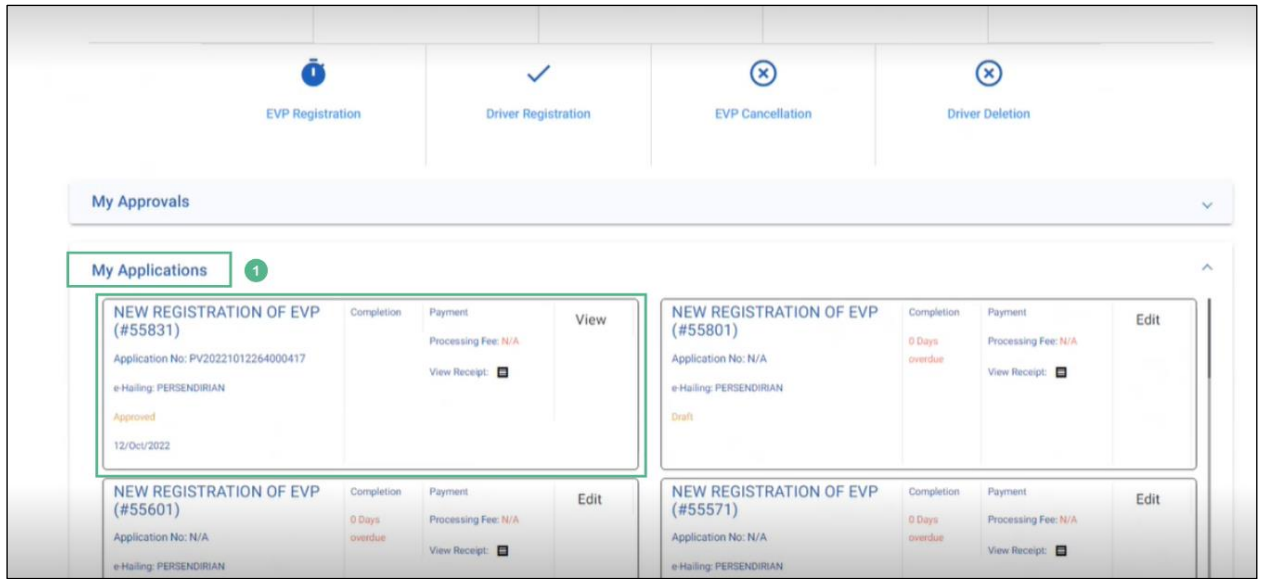 EVP Registration
Driver Registration
EVP Cancellation
Driver Deletion
My Approvals
My Applications
1
NEW REGISTRATION OF EVP
(#55831)
Application No: PV20221012264000417
e-Hailing: PERSENDIRIAN
Approved
12/Oct/2022
Completion
Payment
Processing Fee: N/A
View Receipt:
View
NEW REGISTRATION OF EVP
(#55801)
Application No: N/A
e-Hailing: PERSENDIRIAN
Draft
Completion
0 Days
overdue
Payment
Processing Fee: N/A
View Receipt:
Edit
NEW REGISTRATION OF EVP
(#55601)
Application No: N/A
e-Hailing: PERSENDIRIAN
Completion
0 Days
overdue
Payment
Processing Fee: N/A
View Receipt:
Edit
NEW REGISTRATION OF EVP
(#55571)
Application No: N/A
e-Hailing: PERSENDIRIAN
Completion
0 Days
overdue
Payment
Processing Fee: N/A
View Receipt:
Edit